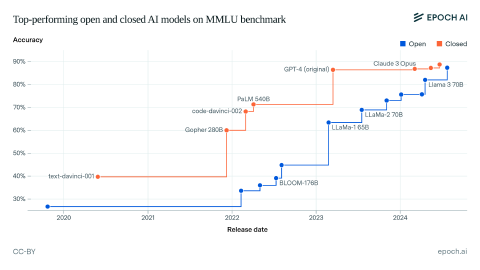 Top-performing open and closed AI models on MMLU benchmark
EPOCH AI
Accuracy
Open
Closed
90%
80%
70%
60%
50%
40%
30%
Claude 3 Opus
GPT-4 (original)
Llama 3 70B
PaLM 540B
code-davinci-002
LLaMa-2 70B
Gopher 280B
LLaMa-1 65B
text-davinci-001
BLOOM-176B
2020
2021
2022
2023
2024
Release date
CC-BY
epoch.ai